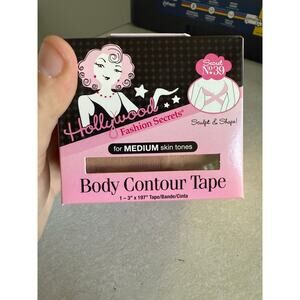 Secret
No.39
Hollywood
Fashion Secrets®
Sculpt & Shape!
for MEDIUM skin tones
Body Contour Tape
1 – 3" x 197" Tape/Bande/Cinta